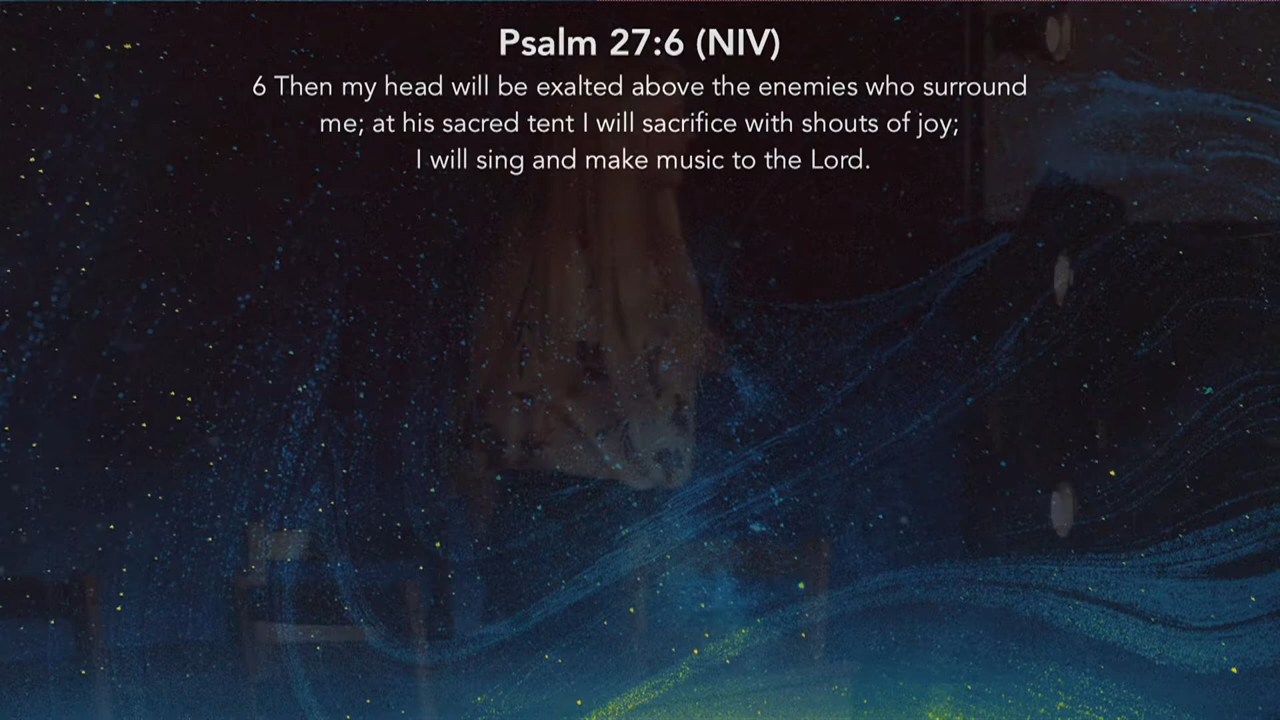 Psalm 27:6 (NIV)
6 Then my head will be exalted above the enemies who surround
me; at his sacred tent I will sacrifice with shouts of joy;
I will sing and make music to the Lord.